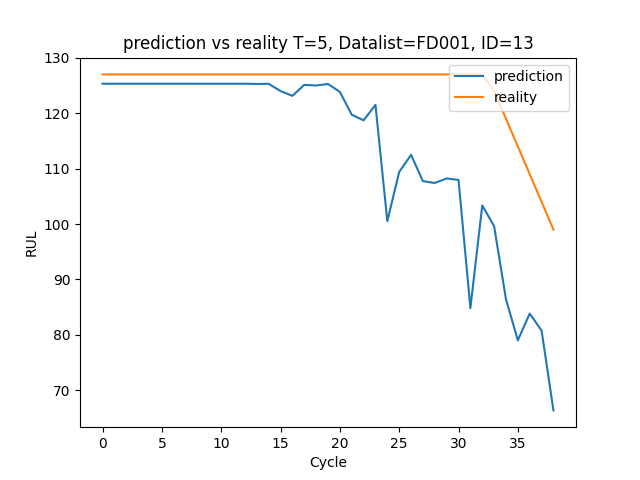 prediction vs reality T=5, Datalist=FD001, ID=13
prediction
reality
130
120
110
100
90
80
70
RUL
0 5 10 15 20 25 30 35
Cycle